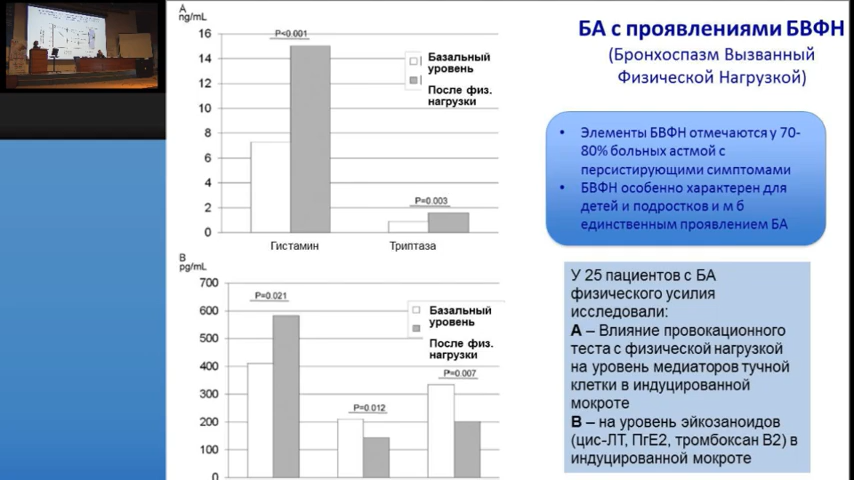 БА с проявлениями БВФН
(Бронхоспазм Вызванный
Физической Нагрузкой)
A
ng/mL
16
14
12
10
8
6
4
2
0
P<0.001
P=0.003
Базальный
уровень
После физ.
нагрузки
Гистамин
Триптаза
• Элементы БВФН отмечаются у 70-
80% больных астмой с
персистирующими симптомами
• БВФН особенно характерен для
детей и подростков и м б
единственным проявлением БА
B
pg/mL
700
600
500
400
300
200
100
0
P=0.021
P=0.012
P=0.007
Базальный
уровень
После физ.
нагрузки
У 25 пациентов с БА
физического усилия
исследовали:
А – Влияние провокационного
теста с физической нагрузкой
на уровень медиаторов тучной
клетки в индуцированной
мокроте
В – на уровень эйкозаноидов
(цис-ЛТ, ПгЕ2, тромбоксан В2) в
индуцированной мокроте